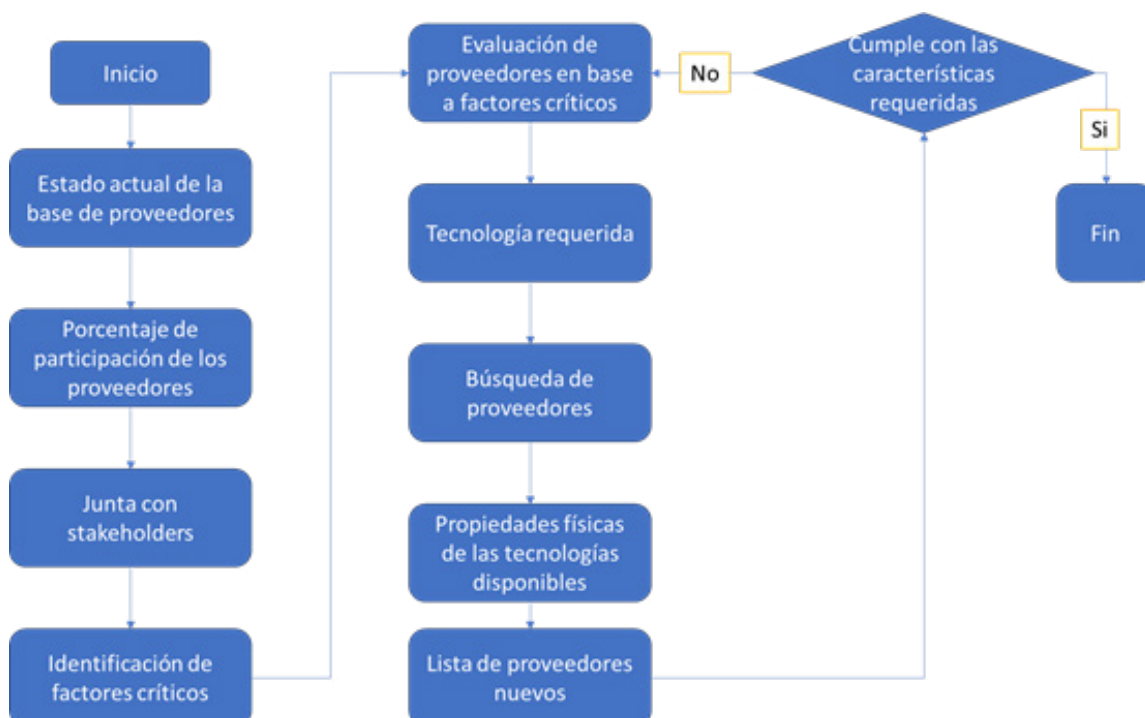 Inicio
Estado actual de la
base de proveedores
Porcentaje de
participación de los
proveedores
Junta con
stakeholders
Identificación de
factores críticos
Evaluación de
proveedores en base
a factores críticos
Tecnología requerida
Búsqueda de
proveedores
Propiedades físicas
de las tecnologías
disponibles
Lista de proveedores
nuevos
No
Cumple con las
características
requeridas
Si
Fin